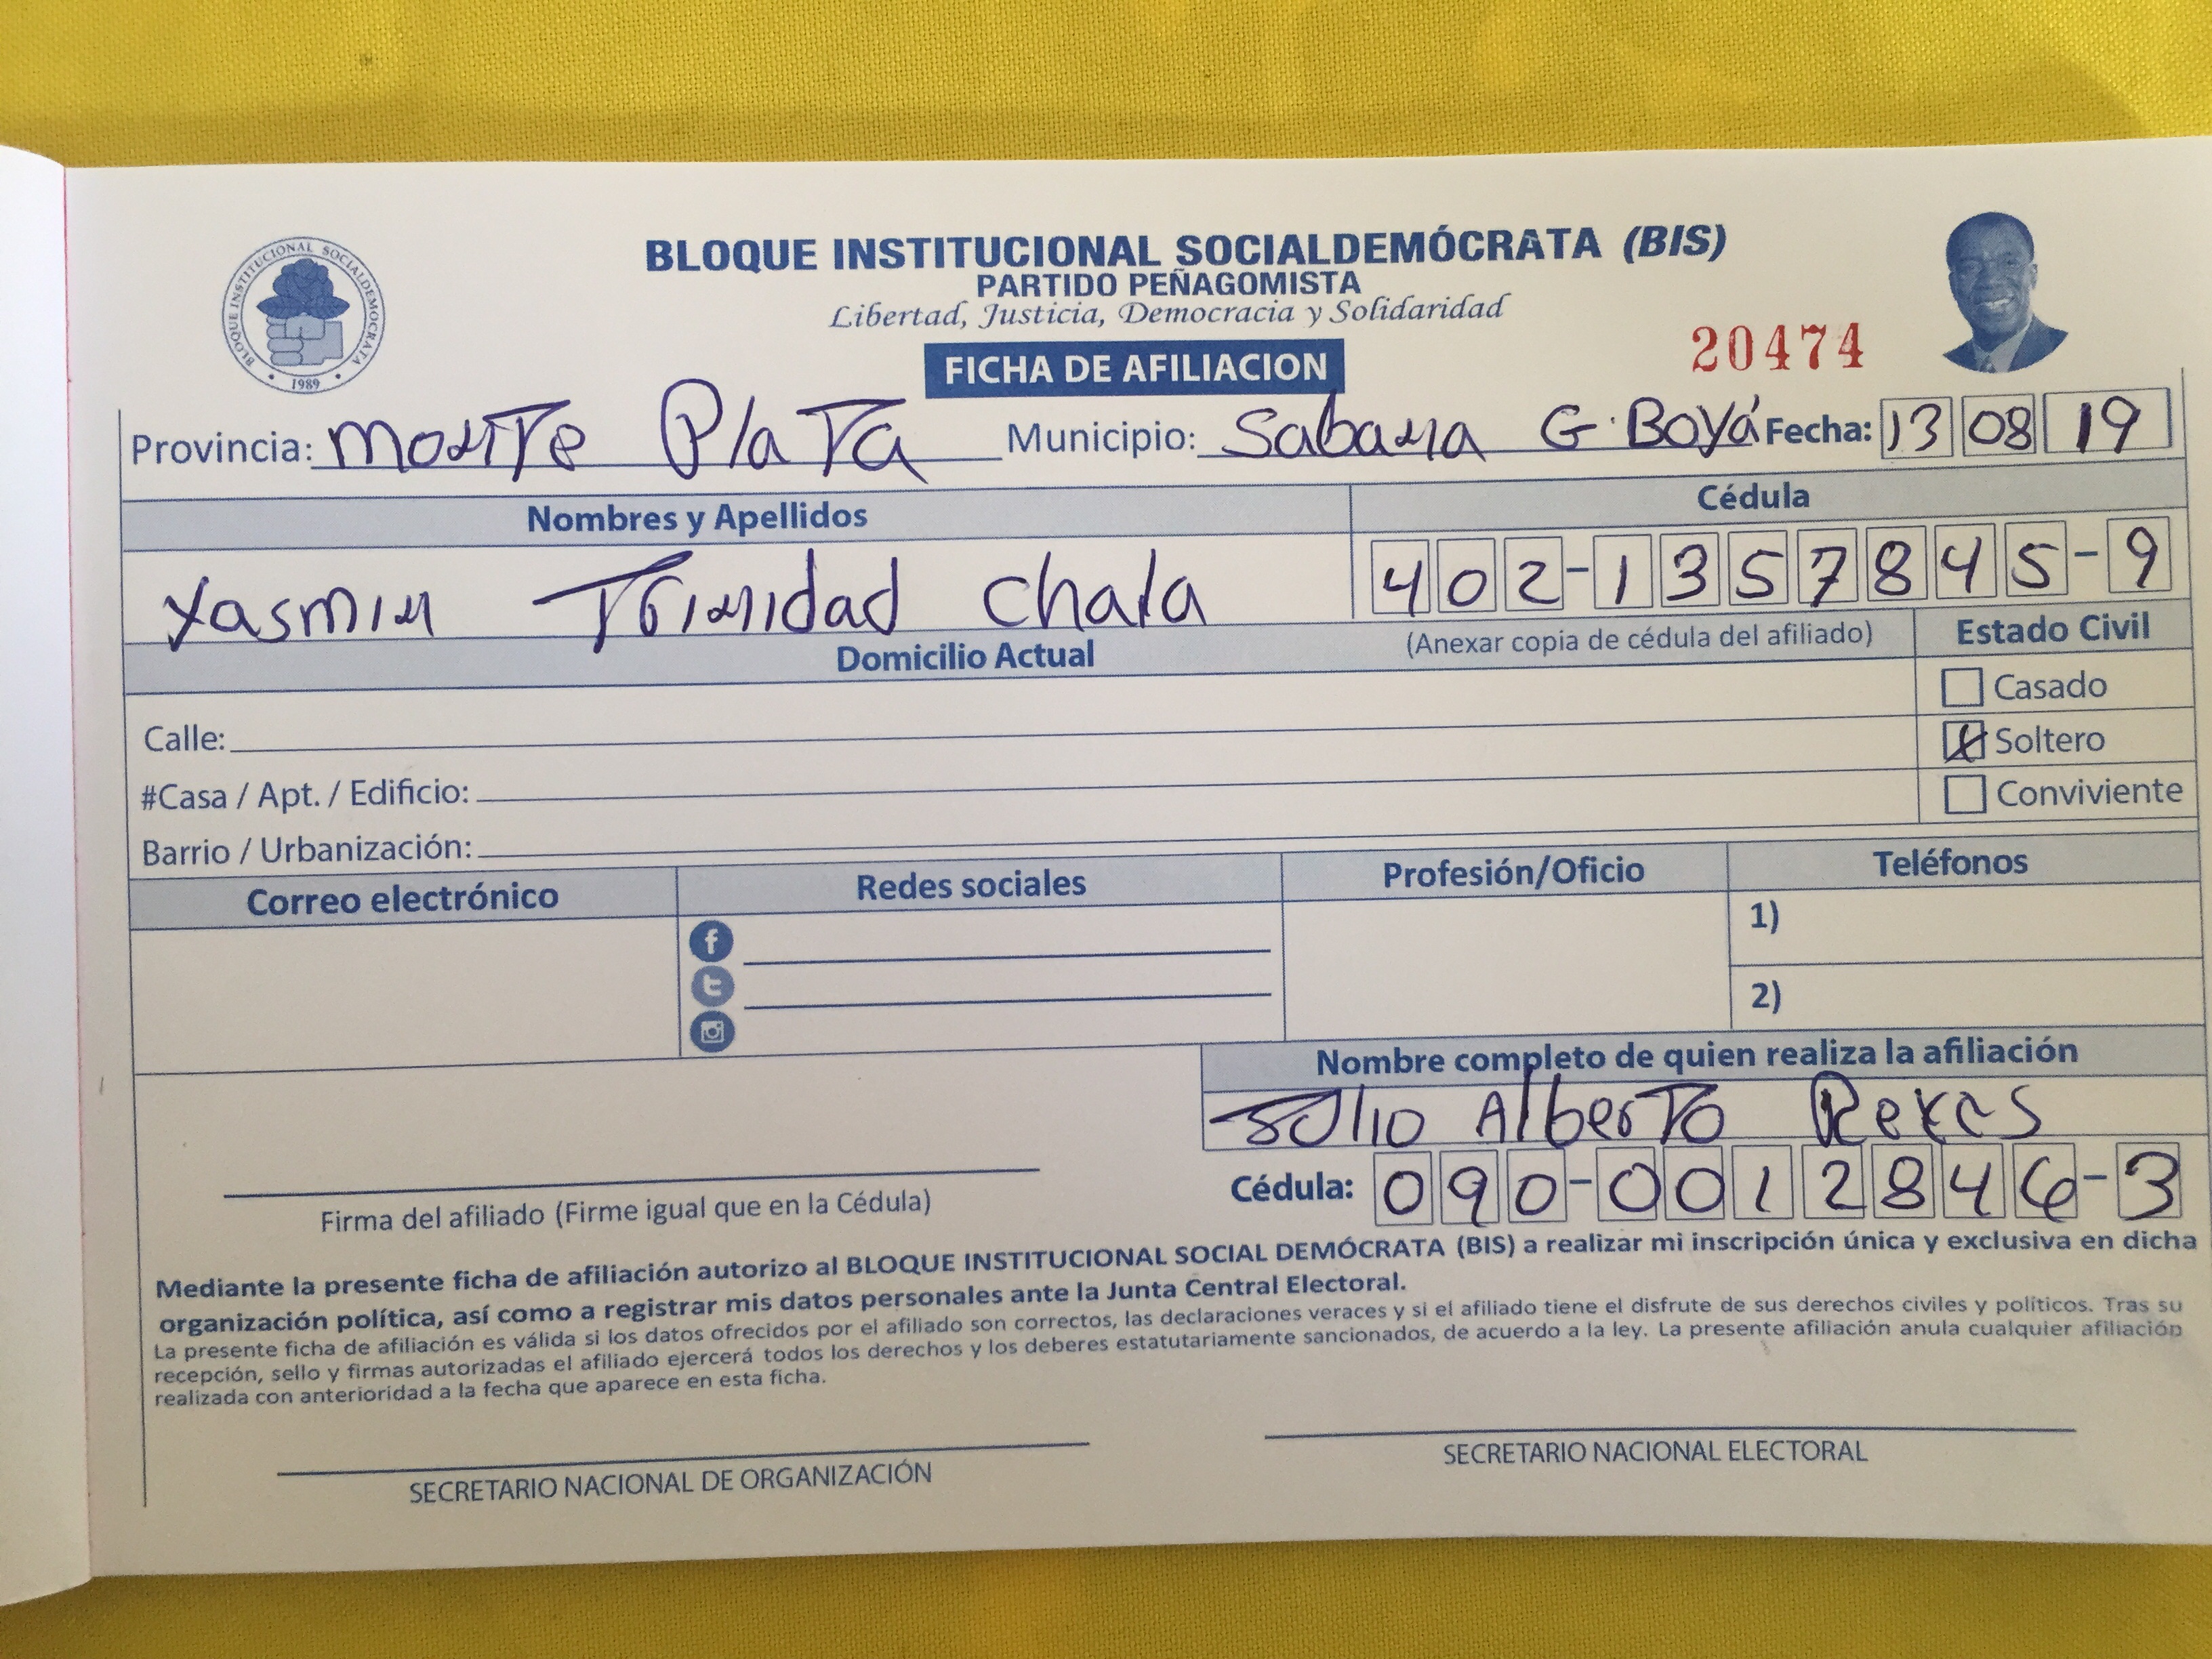 BLOQUE INSTITUCIONAL SOCIALDEMOCRATA
1989
BLOQUE INSTITUCIONAL SOCIALDEMÓCRATA (BIS)
PARTIDO PEÑAGOMISTA
Libertad, Justicia, Democracia y Solidaridad
20474
FICHA DE AFILIACION
Provincia: Monte Plata Municipio: Sabana G. Boyá Fecha: 13 08 19
Nombres y Apellidos Cédula
Yasmin Trinidad Chala 402-1357845-9
Domicilio Actual (Anexar copia de cédula del afiliado) Estado Civil
Casado
Calle: X Soltero
#Casa / Apt. / Edificio: Conviviente
Barrio / Urbanización:
Correo electrónico Redes sociales Profesión/Oficio Teléfonos
1)
2)
Nombre completo de quien realiza la afiliación
Julio Alberto
Cédula: 090-0012846-3
Firma del afiliado (Firme igual que en la Cédula)
Mediante la presente ficha de afiliación autorizo al BLOQUE INSTITUCIONAL SOCIAL DEMÓCRATA (BIS) a realizar mi inscripción única y exclusiva en dicha
organización política, así como a registrar mis datos personales ante la Junta Central Electoral.
La presente ficha de afiliación es válida si los datos ofrecidos por el afiliado son correctos, las declaraciones veraces y si el afiliado tiene el disfrute de sus derechos civiles y políticos. Tras su
recepción, sello y firmas autorizadas el afiliado ejercerá todos los derechos y los deberes estatutariamente sancionados, de acuerdo a la ley. La presente afiliación anula cualquier afiliación
realizada con anterioridad a la fecha que aparece en esta ficha.
SECRETARIO NACIONAL DE ORGANIZACIÓN SECRETARIO NACIONAL ELECTORAL